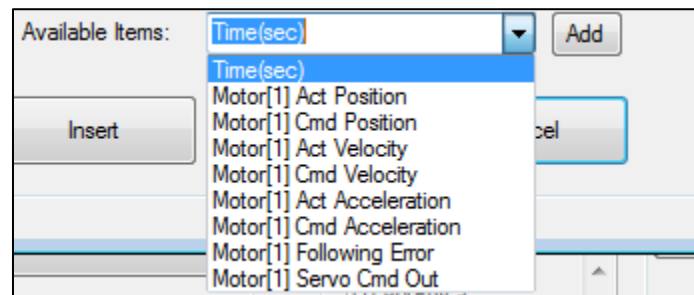 Available Items: Time(sec) Add
Time(sec)
Motor[1] Act Position
Motor[1] Cmd Position
Insert
Motor[1] Act Velocity
Motor[1] Cmd Velocity
Motor[1] Act Acceleration
Motor[1] Cmd Acceleration
Motor[1] Following Error
Motor[1] Servo Cmd Out